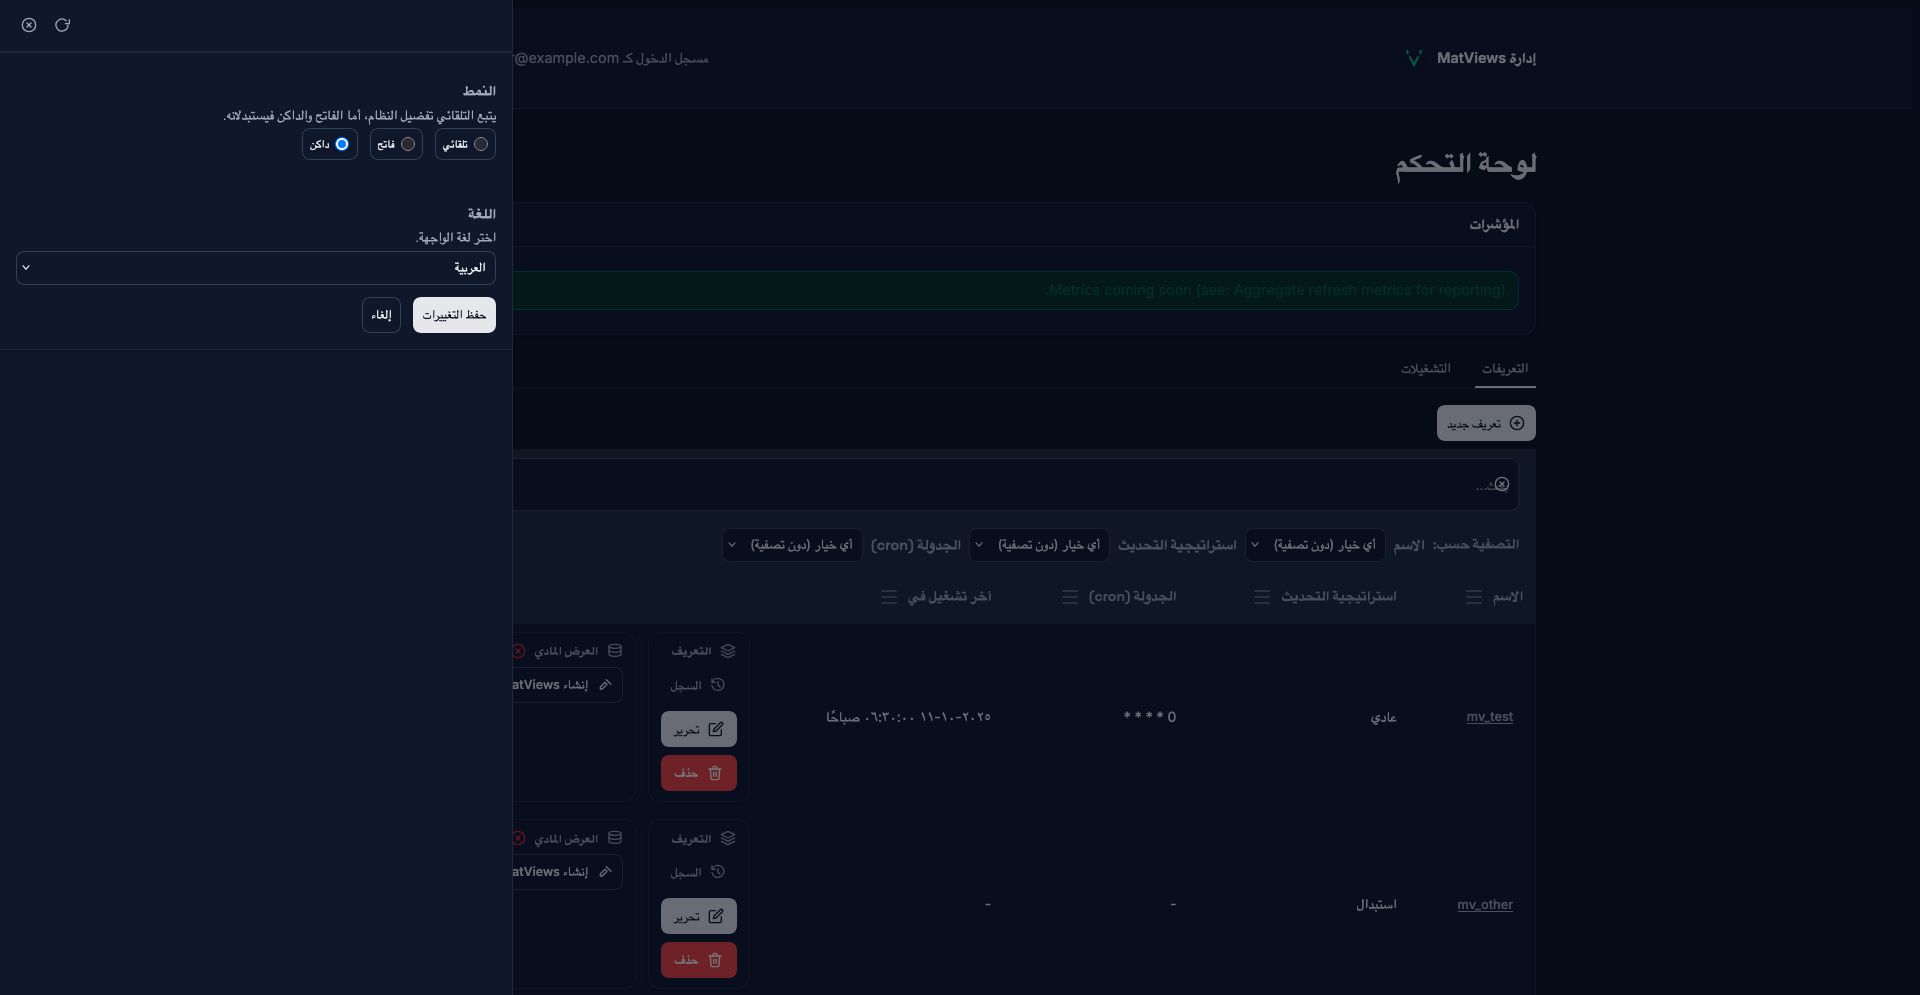 النمط
يتبع التلقائي تفضيل النظام، أما الفاتح والداكن فيستبدلانه.
تلقائي
فاتح
داكن
اللغة
اختر لغة الواجهة.
العربية
حفظ التغييرات
إلغاء
إدارة MatViews
مسجل الدخول كـ r@example.com
لوحة التحكم
المؤشرات
Metrics coming soon (see: Aggregate refresh metrics for reporting).
التعريفات
التشغيلات
تعريف جديد
التصفية حسب:
الاسم
أي خيار (دون تصفية)
استراتيجية التحديث
أي خيار (دون تصفية)
الجدولة (cron)
أي خيار (دون تصفية)
الاسم
استراتيجية التحديث
الجدولة (cron)
آخر تشغيل في
mv_test
عادي
0 * * * *
٢٠٢٥-١٠-١١ ٠٦:٣٠:٠٠ صباحًا
التعريف
السجل
تحرير
حذف
العرض المادي
إنشاء atViews
mv_other
استبدال
-
-
التعريف
السجل
تحرير
حذف
العرض المادي
إنشاء atViews